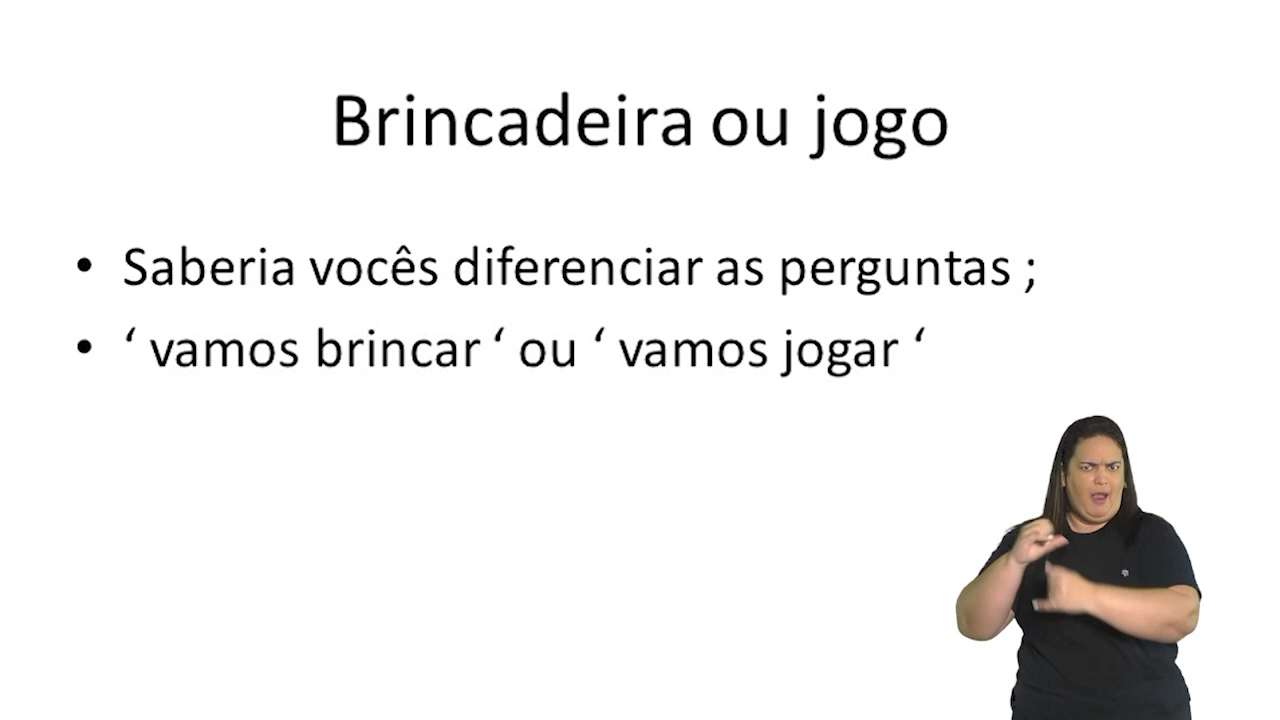 Brincadeira ou jogo
• Saberia vocês diferenciar as perguntas ;
• ‘ vamos brincar ‘ ou ‘ vamos jogar ‘